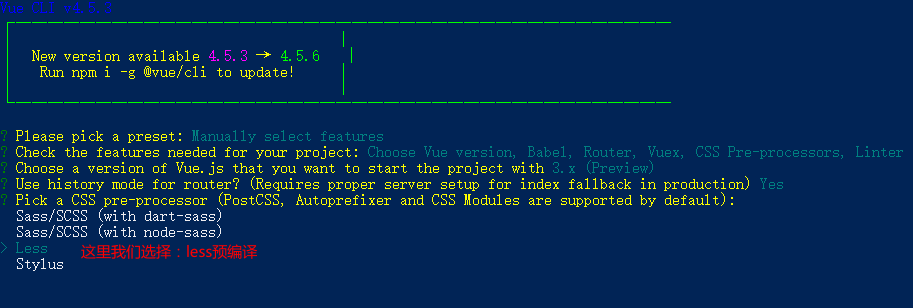 Vue CLI v4.5.3
New version available 4.5.3 → 4.5.6
Run npm i -g @vue/cli to update!
? Please pick a preset: Manually select features
? Check the features needed for your project: Choose Vue version, Babel, Router, Vuex, CSS Pre-processors, Linter
? Choose a version of Vue.js that you want to start the project with 3.x (Preview)
? Use history mode for router? (Requires proper server setup for index fallback in production) Yes
? Pick a CSS pre-processor (PostCSS, Autoprefixer and CSS Modules are supported by default):
Sass/SCSS (with dart-sass)
Sass/SCSS (with node-sass)
> Less 这里我们选择：less预编译
Stylus